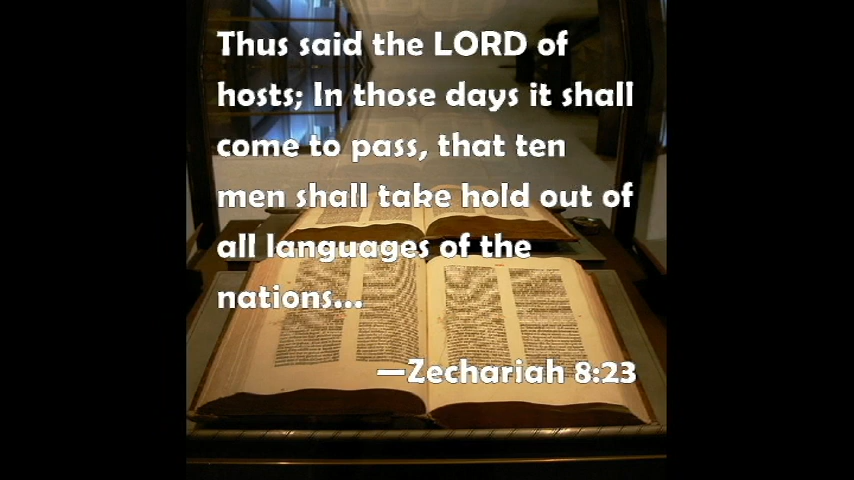 Thus said the LORD of
hosts; In those days it shall
come to pass, that ten
men shall take hold out of
all languages of the
nations...
—Zechariah 8:23